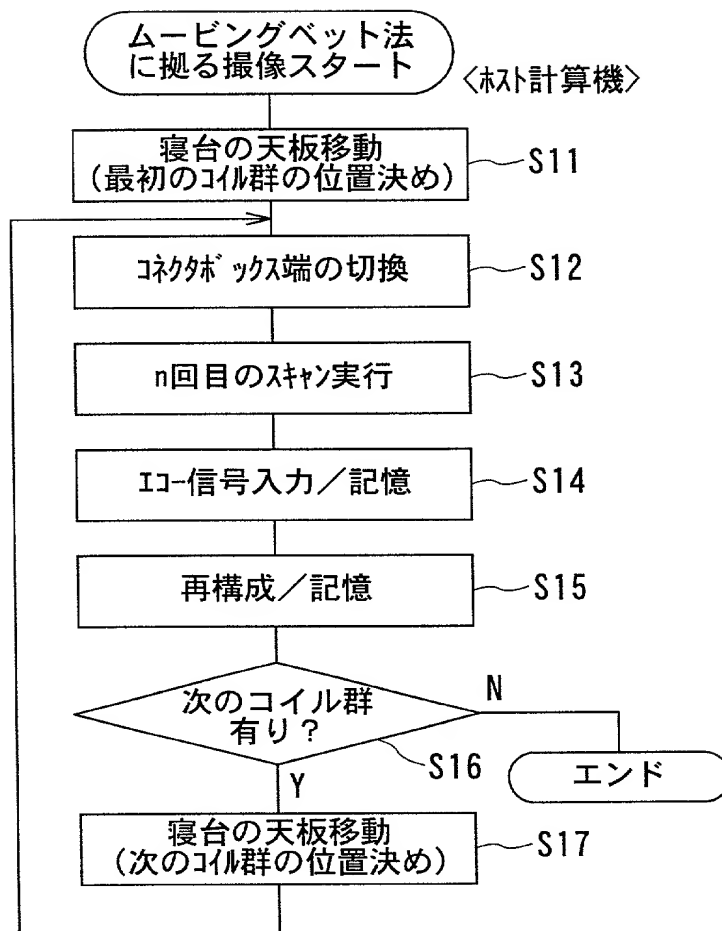 ムービングベット法
に拠る撮像スタート
<ホスト計算機>
寝台の天板移動
(最初のコイル群の位置決め)
S11
コネクタボックス端の切換
S12
n回目のスキャン実行
S13
エコー信号入力/記憶
S14
再構成/記憶
S15
次のコイル群
有り?
N
S16
エンド
Y
寝台の天板移動
(次のコイル群の位置決め)
S17